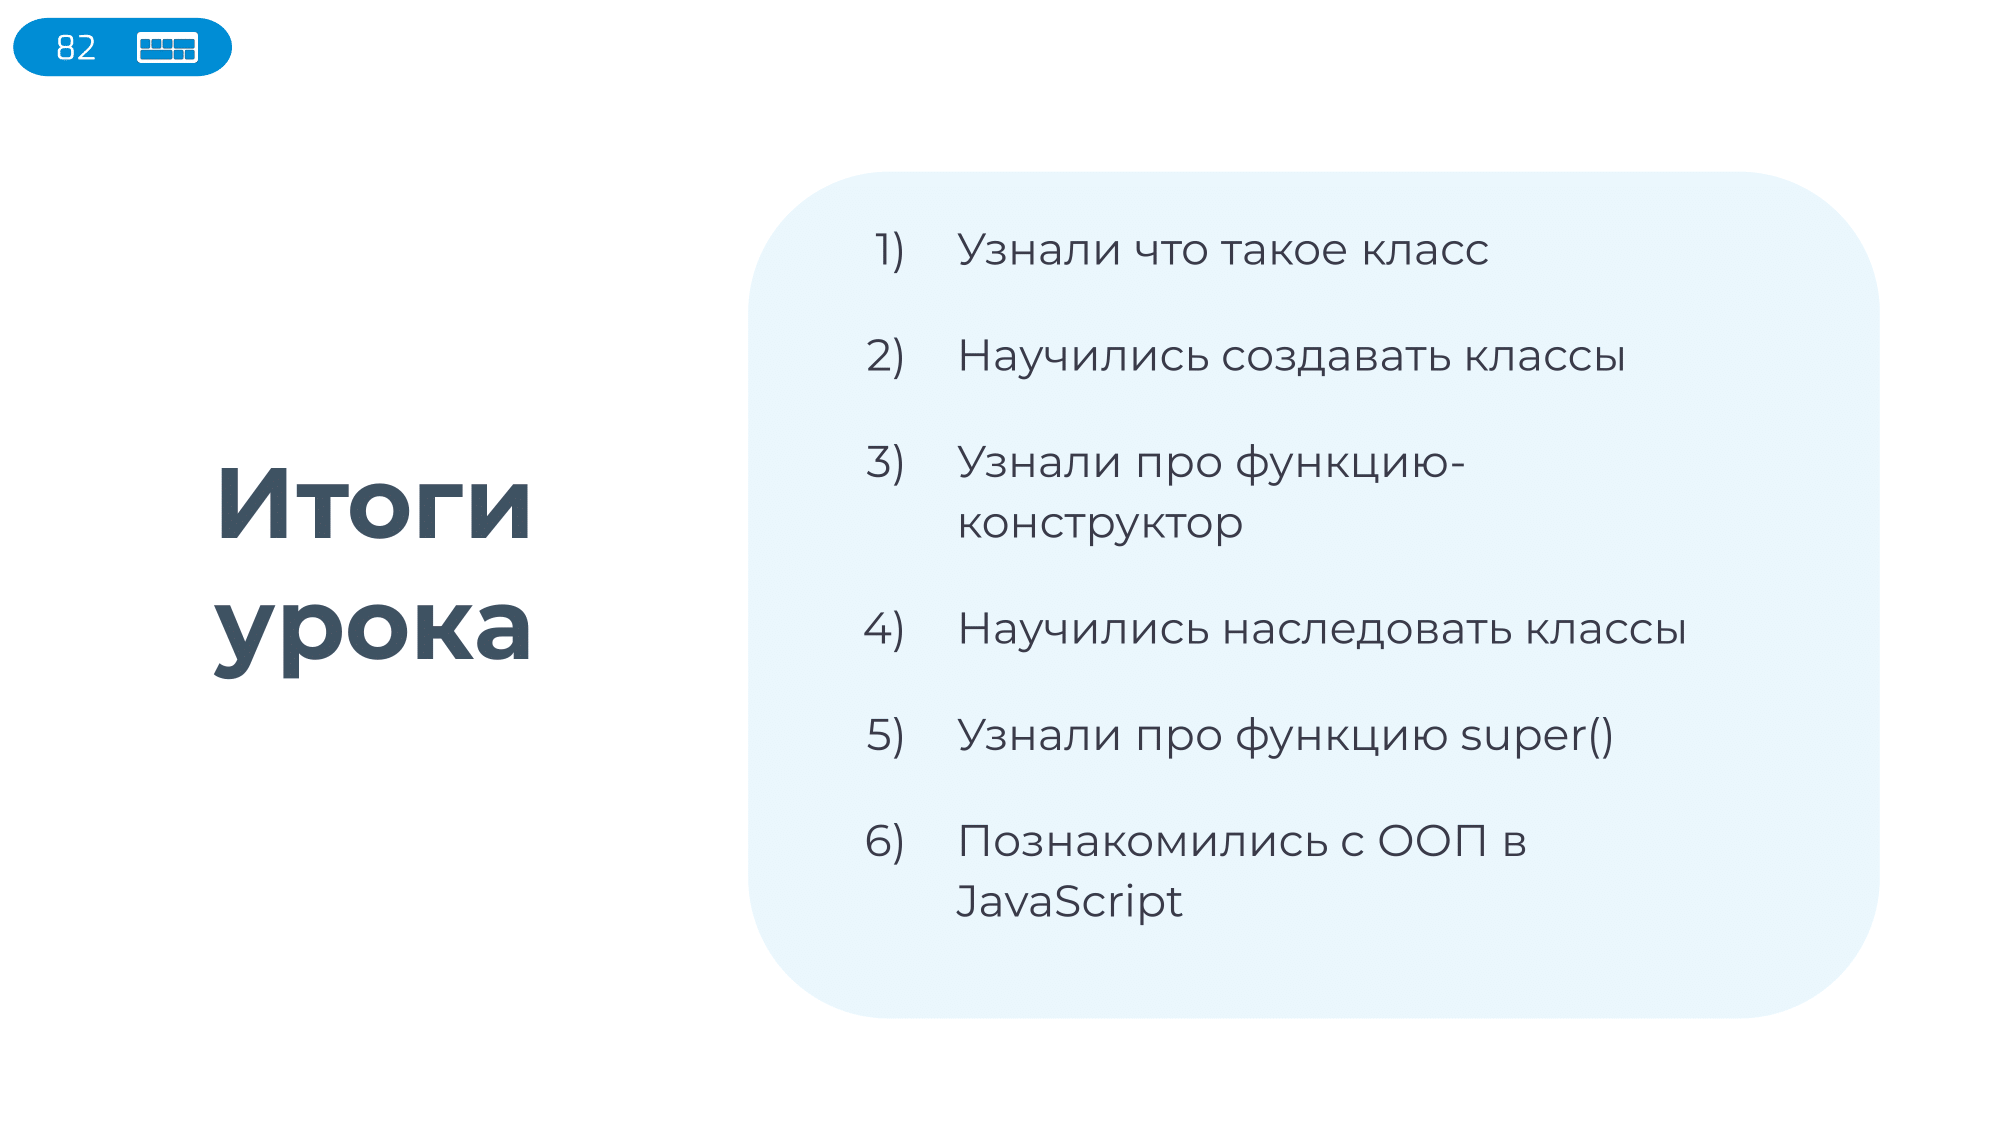 82
Итоги
урока
1) Узнали что такое класс
2) Научились создавать классы
3) Узнали про функцию-
конструктор
4) Научились наследовать классы
5) Узнали про функцию super()
6) Познакомились с ООП в
JavaScript